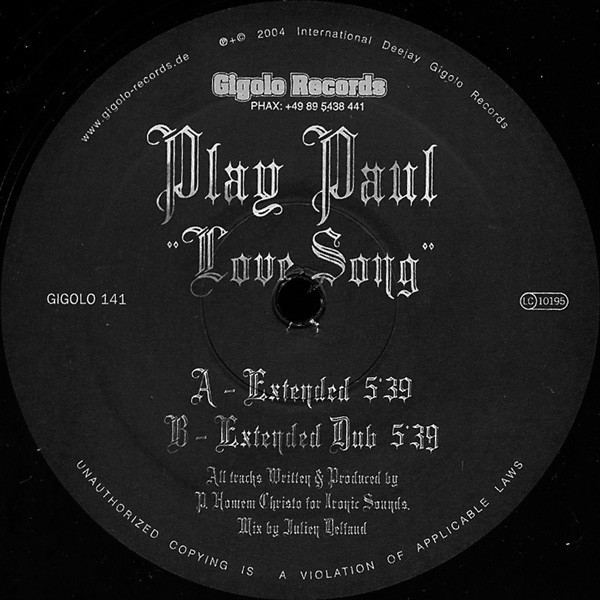 ℗+© 2004 International Deejay Gigolo Records
www.gigolo-records.de
Gigolo Records
PHAX: +49 89 5438 441
Play Paul
"Love Song"
GIGOLO 141
LC 10195
A - Extended 5'39
B - Extended Dub 5'39
All tracks Written & Produced by
P. Homem Christo for Ironic Sounds.
Mix by Julien Delfaud
UNAUTHORIZED COPYING IS A VIOLATION OF APPLICABLE LAWS